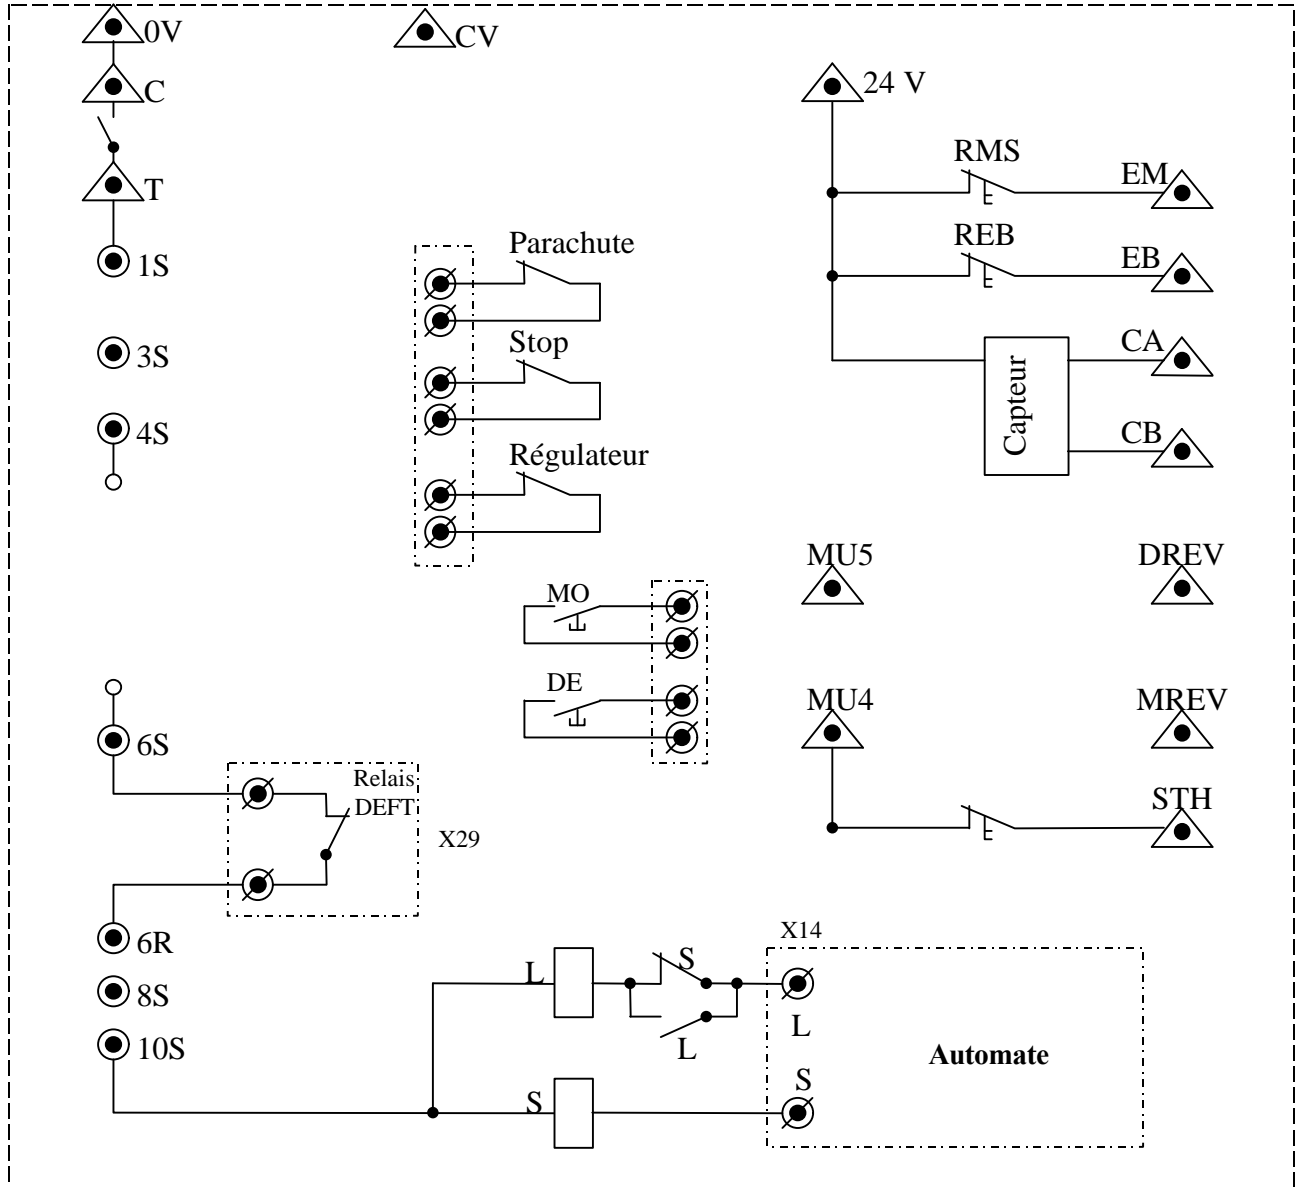 0V
CV
C
24 V
T
RMS
EM
1S
Parachute
REB
EB
3S
Stop
CA
Capteur
4S
CB
Régulateur
MU5
DREV
MO
DE
MU4
MREV
6S
Relais
DEFT
X29
STH
6R
X14
L
S
8S
L
L
10S
Automate
S
S